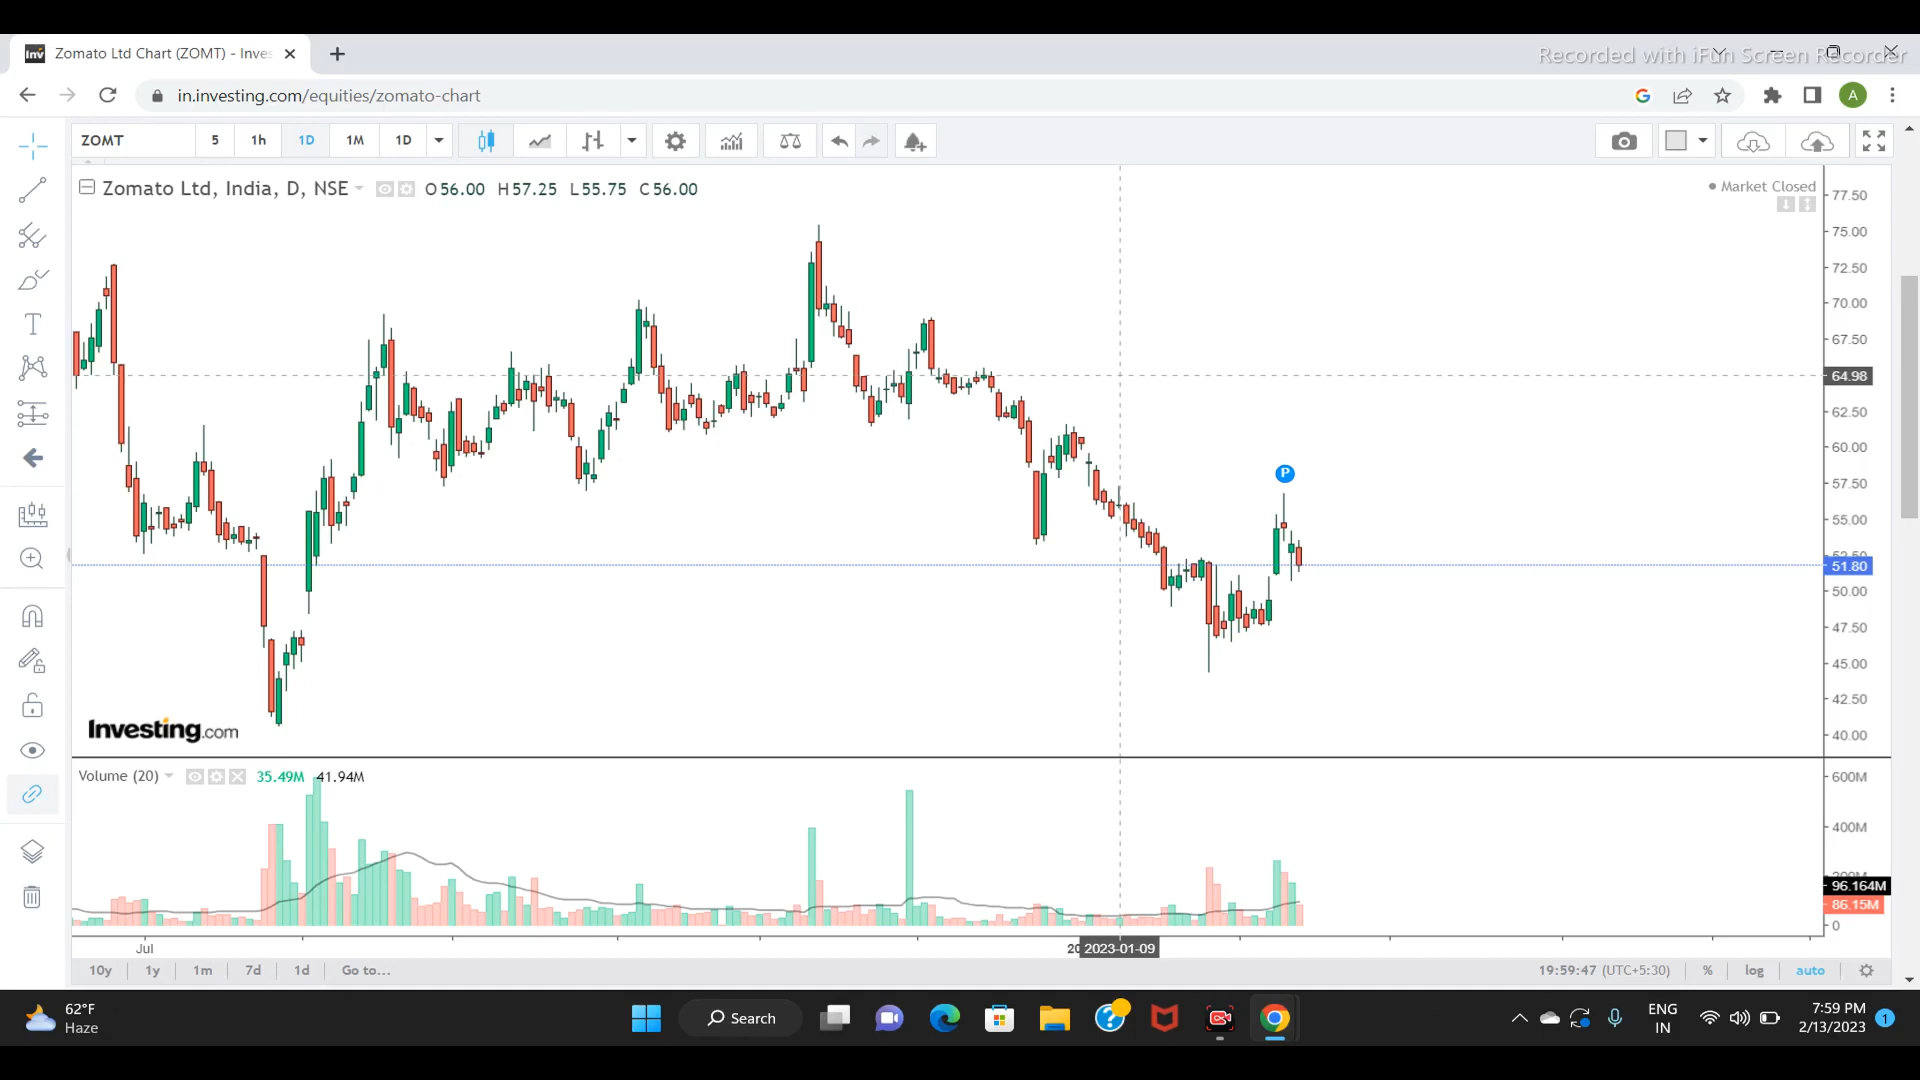 Zomato Ltd Chart (ZOMT) - Inves
Recorded with iFun Screen Recorder
in.investing.com/equities/zomato-chart
A
ZOMT 5 1h 1D 1M 1D
Zomato Ltd, India, D, NSE O 56.00 H 57.25 L 55.75 C 56.00
Market Closed
77.50
75.00
72.50
70.00
67.50
64.98
62.50
60.00
P
57.50
55.00
52.50
51.80
50.00
47.50
45.00
42.50
40.00
Investing.com
Volume (20) 35.49M 41.94M
600M
400M
200M
96.164M
86.15M
0
Jul 20 2023-01-09
10y 1y 1m 7d 1d Go to... 19:59:47 (UTC+5:30) % log auto
62°F
Haze
Search
ENG
IN
7:59 PM
2/13/2023
1